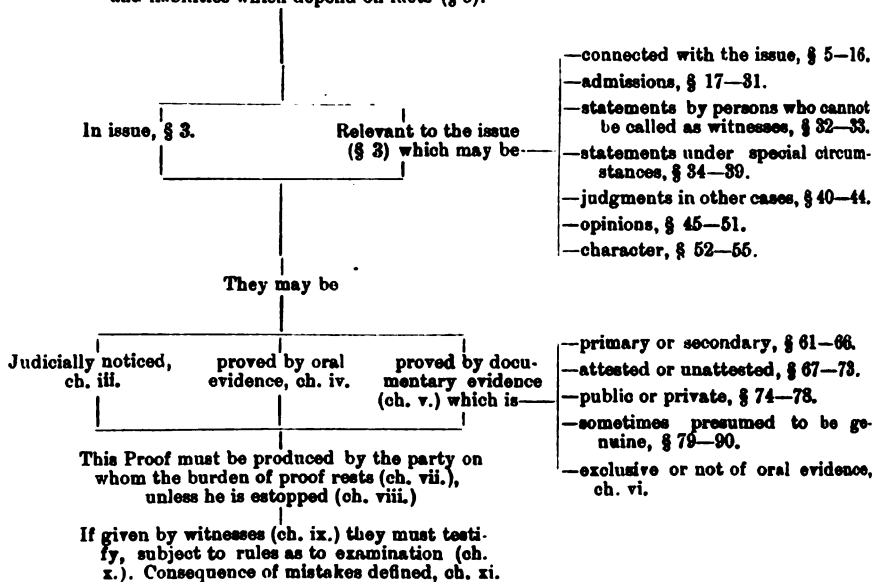 and liabilities which depend on facts (§ 3).
In issue, § 3.
Relevant to the issue
(§ 3) which may be
—connected with the issue, § 5–16.
—admissions, § 17–31.
—statements by persons who cannot
be called as witnesses, § 32–33.
—statements under special circum-
stances, § 34–39.
—judgments in other cases, § 40–44.
—opinions, § 45–51.
—character, § 52–55.
They may be
Judicially noticed,
ch. iii.
proved by oral
evidence, ch. iv.
proved by docu-
mentary evidence
(ch. v.) which is
—primary or secondary, § 61–66.
—attested or unattested, § 67–73.
—public or private, § 74–78.
—sometimes presumed to be ge-
nuine, § 79–90.
—exclusive or not of oral evidence,
ch. vi.
This Proof must be produced by the party on
whom the burden of proof rests (ch. vii.),
unless he is estopped (ch. viii.)
If given by witnesses (ch. ix.) they must testi-
fy, subject to rules as to examination (ch.
x.). Consequence of mistakes defined, ch. xi.